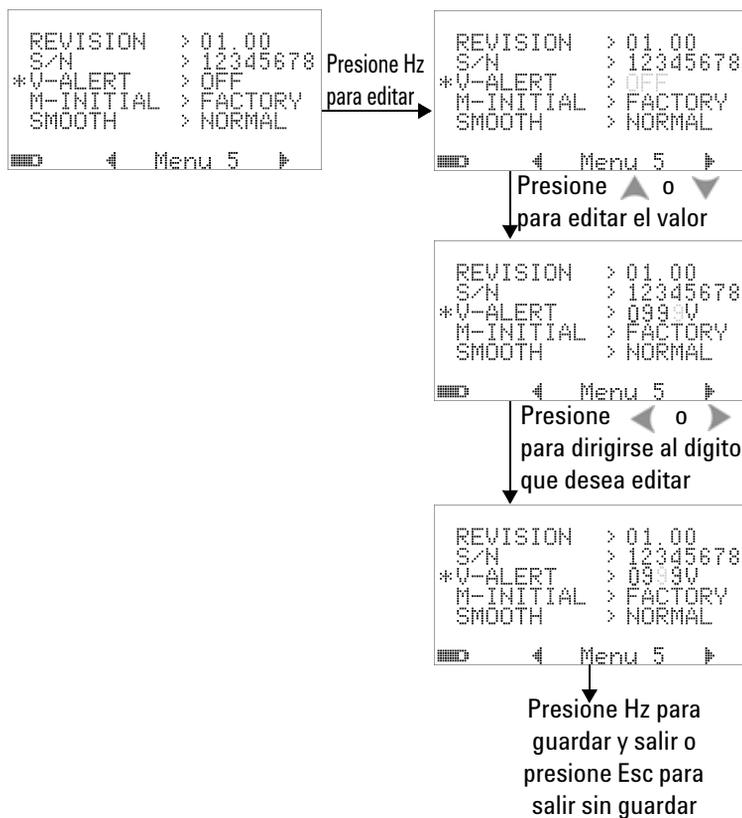 REVISION > 01.00
S/N > 12345678
*V-ALERT > OFF
M-INITIAL > FACTORY
SMOOTH > NORMAL
Menu 5
Presione Hz
para editar
REVISION > 01.00
S/N > 12345678
*V-ALERT > OFF
M-INITIAL > FACTORY
SMOOTH > NORMAL
Menu 5
Presione o
para editar el valor
REVISION > 01.00
S/N > 12345678
*V-ALERT > 0999V
M-INITIAL > FACTORY
SMOOTH > NORMAL
Menu 5
Presione o
para dirigirse al dígito
que desea editar
REVISION > 01.00
S/N > 12345678
*V-ALERT > 0999V
M-INITIAL > FACTORY
SMOOTH > NORMAL
Menu 5
Presione Hz para
guardar y salir o
presione Esc para
salir sin guardar